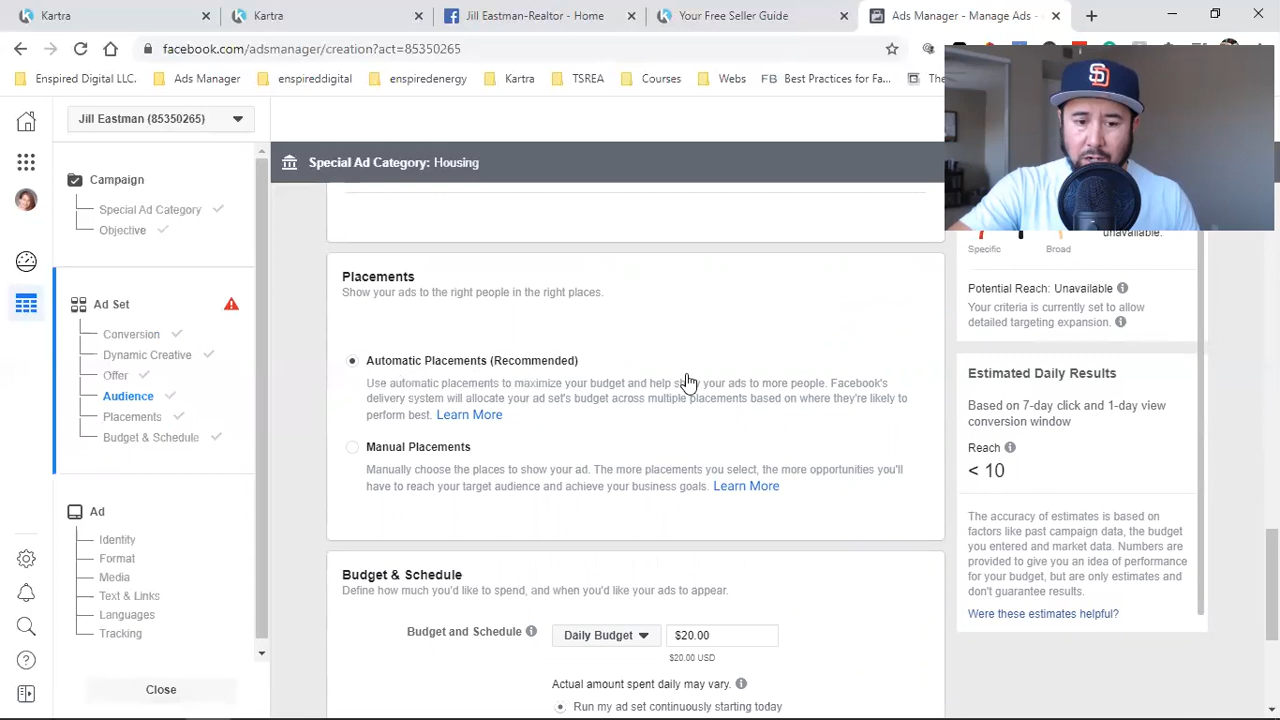 Kartra
Kartra
Jill Eastman-Realtor - Home
Your Free Seller Guide
Ads Manager - Manage Ads -
facebook.com/adsmanager/creation?act=85350265
Enspired Digital LLC.
Ads Manager
enspireddigital
inspiredenergy
Kartra
TSREA
Courses
Webs
FB Best Practices for Fa...
Jill Eastman (85350265)
Special Ad Category: Housing
Campaign
Special Ad Category
Objective
Ad Set
Conversion
Dynamic Creative
Offer
Audience
Placements
Budget & Schedule
Ad
Identity
Format
Media
Text & Links
Languages
Tracking
Close
Placements
Show your ads to the right people in the right places.
Automatic Placements (Recommended)
Use automatic placements to maximize your budget and help show your ads to more people. Facebook's
delivery system will allocate your ad set's budget across multiple placements based on where they're likely to
perform best. Learn More
Manual Placements
Manually choose the places to show your ad. The more placements you select, the more opportunities you'll
have to reach your target audience and achieve your business goals. Learn More
Budget & Schedule
Define how much you'd like to spend, and when you'd like your ads to appear.
Budget and Schedule
Daily Budget
$20.00
$20.00 USD
Actual amount spent daily may vary.
Run my ad set continuously starting today
unavailable.
Specific
Broad
Potential Reach: Unavailable
Your criteria is currently set to allow
detailed targeting expansion.
Estimated Daily Results
Based on 7-day click and 1-day view
conversion window
Reach
< 10
The accuracy of estimates is based on
factors like past campaign data, the budget
you entered and market data. Numbers are
provided to give you an idea of performance
for your budget, but are only estimates and
don't guarantee results.
Were these estimates helpful?
SD